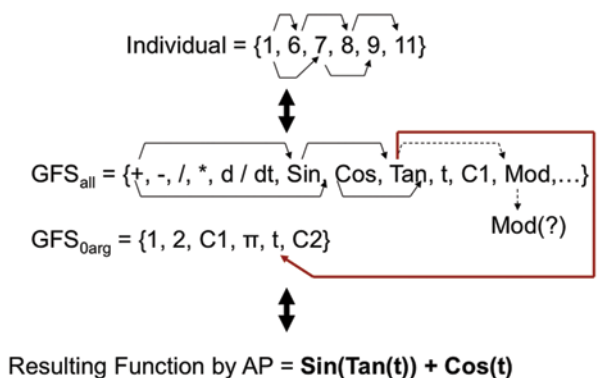 Individual = {1, 6, 7, 8, 9, 11}
GFSall = {+, -, /, *, d / dt, Sin, Cos, Tan, t, C1, Mod,...}
Mod(?)
GFS0arg = {1, 2, C1, π, t, C2}
Resulting Function by AP = Sin(Tan(t)) + Cos(t)